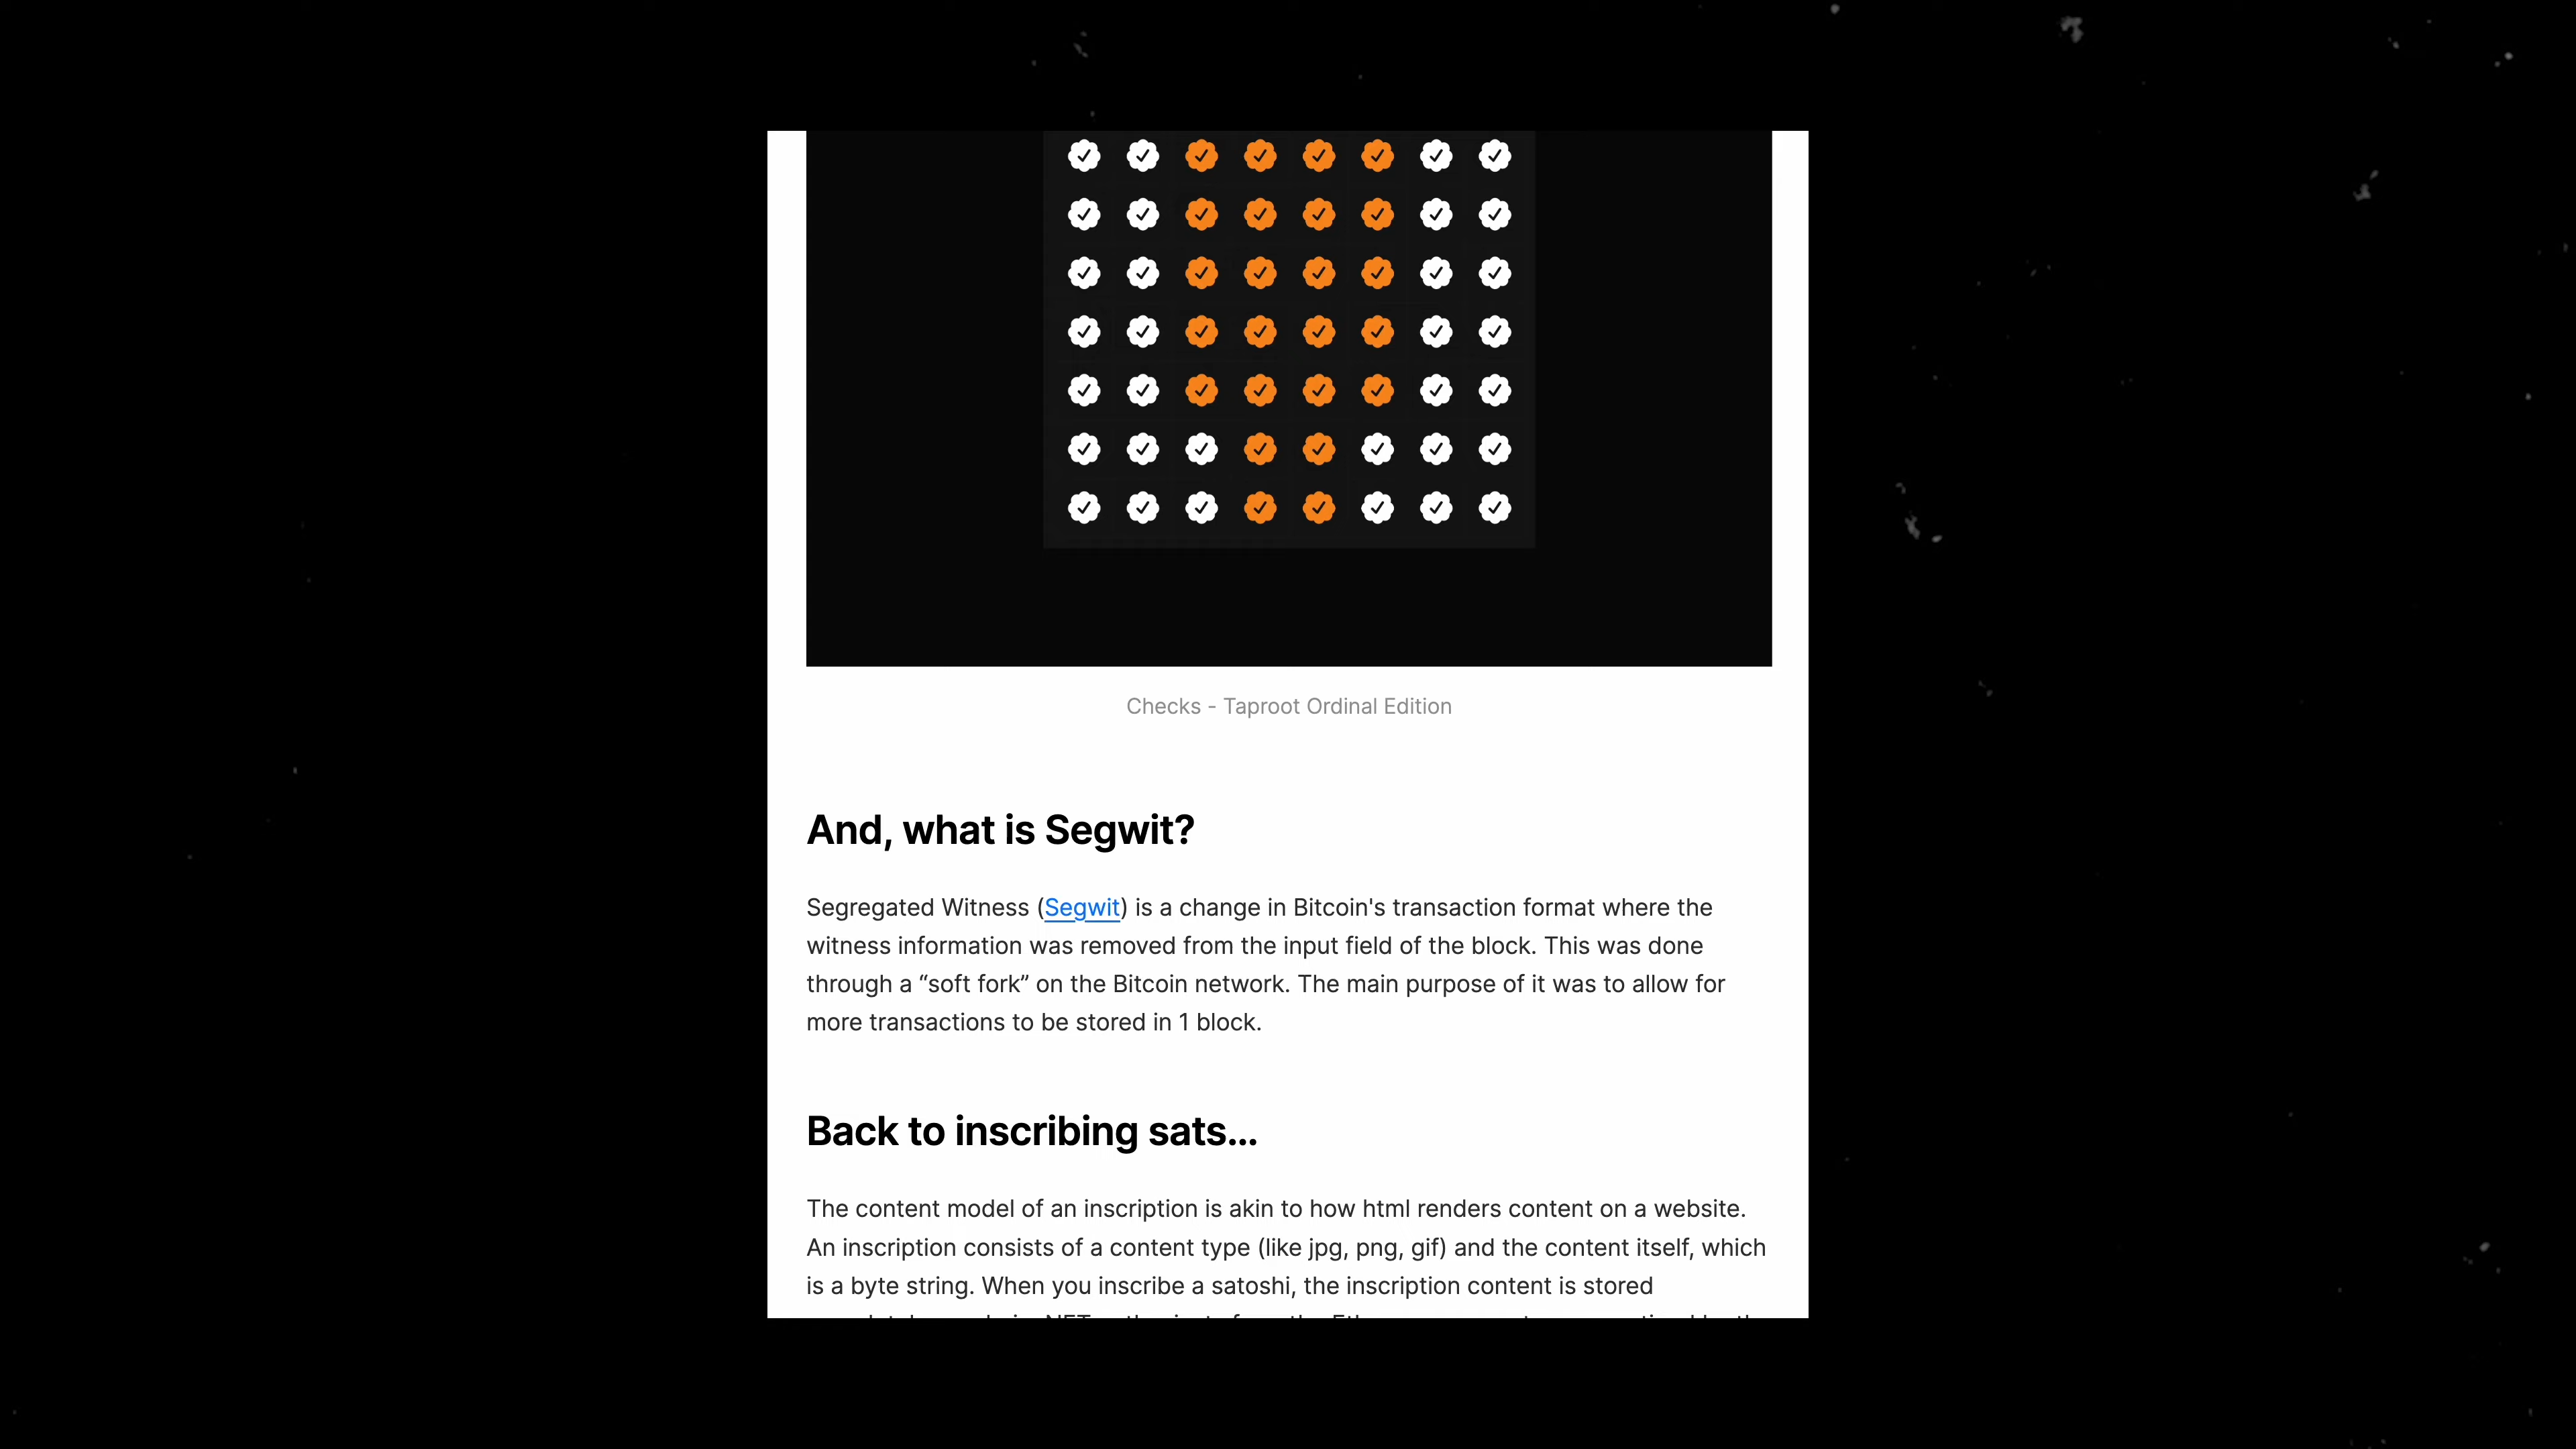 Checks - Taproot Ordinal Edition
And, what is Segwit?
Segregated Witness (Segwit) is a change in Bitcoin's transaction format where the
witness information was removed from the input field of the block. This was done
through a “soft fork” on the Bitcoin network. The main purpose of it was to allow for
more transactions to be stored in 1 block.
Back to inscribing sats...
The content model of an inscription is akin to how html renders content on a website.
An inscription consists of a content type (like jpg, png, gif) and the content itself, which
is a byte string. When you inscribe a satoshi, the inscription content is stored